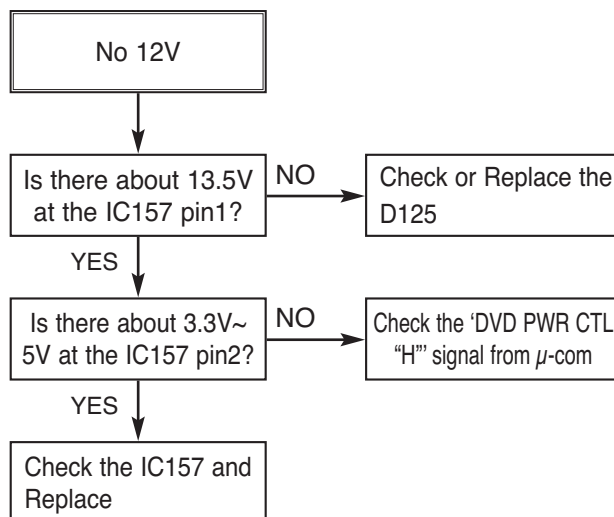 No 12V
Is there about 13.5V
at the IC157 pin1?
NO
Check or Replace the
D125
YES
Is there about 3.3V~
5V at the IC157 pin2?
NO
Check the ‘DVD PWR CTL
“H”’ signal from µ-com
YES
Check the IC157 and
Replace